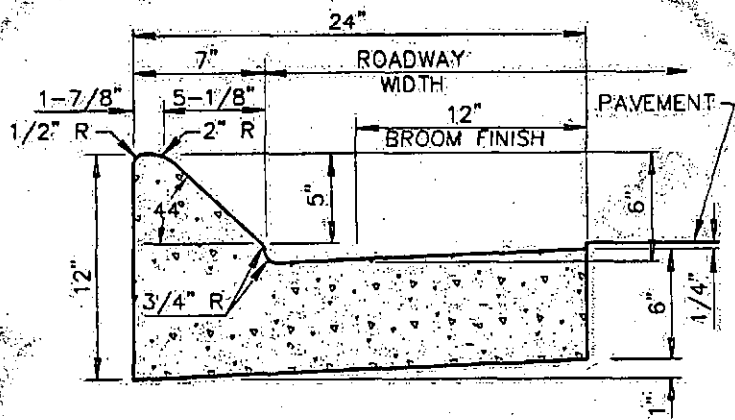 24"
7"
ROADWAY
WIDTH
1-7/8"
5-1/8"
12"
PAVEMENT
1/2" R
2" R
BROOM FINISH
5"
6"
44°
12"
3/4" R
6"
1/4"
1"